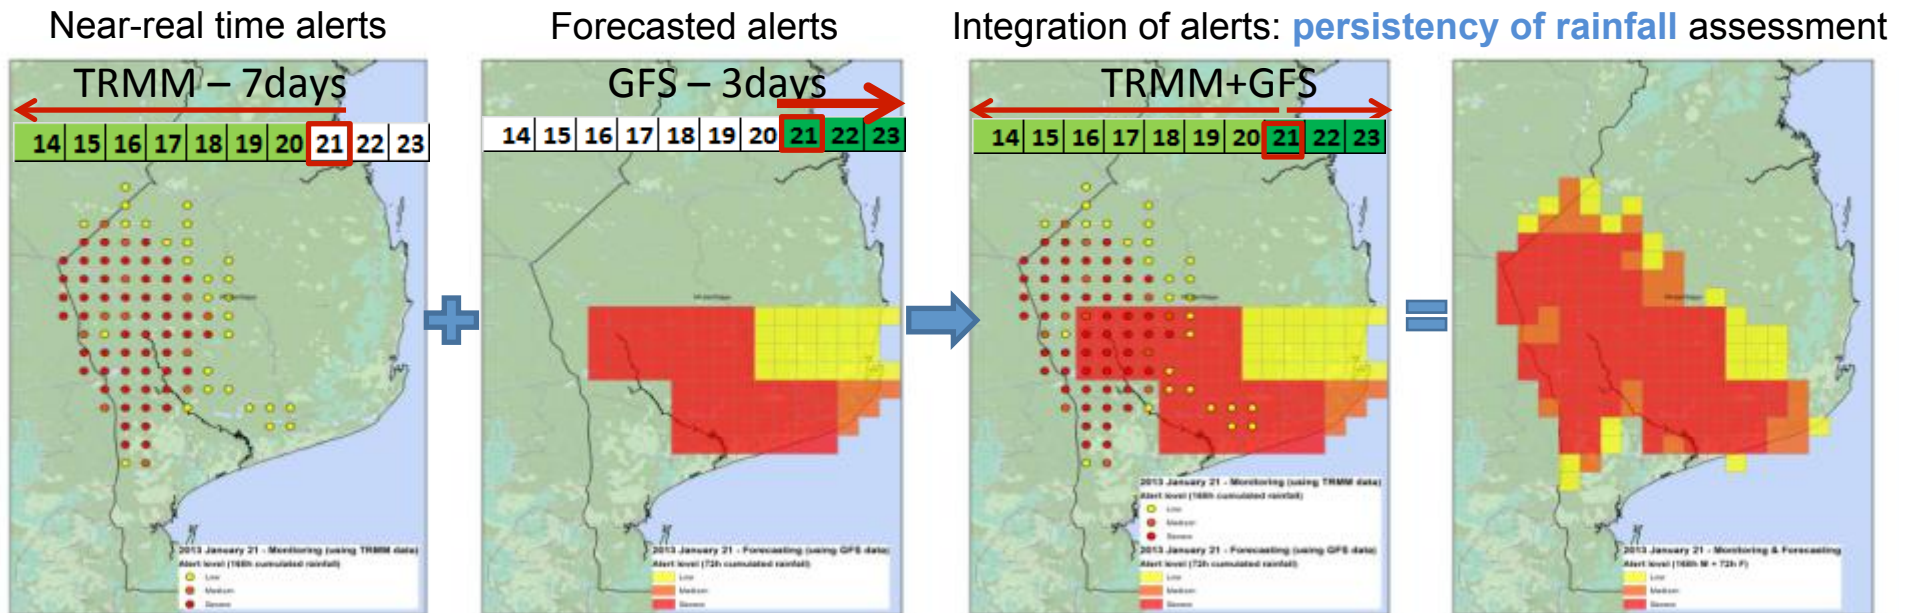 Near-real time alerts
Forecasted alerts
Integration of alerts: persistency of rainfall assessment
TRMM – 7days
14 15 16 17 18 19 20 21 22 23
GFS – 3days
14 15 16 17 18 19 20 21 22 23
TRMM+GFS
14 15 16 17 18 19 20 21 22 23
2013 January 21 - Monitoring (using TRMM data)
Alert level (168h cumulated rainfall)
Low
Medium
Severe
2013 January 21 - Forecasting (using GFS data)
Alert level (72h cumulated rainfall)
Low
Medium
Severe
2013 January 21 - Monitoring (using TRMM data)
Alert level (168h cumulated rainfall)
Low
Medium
Severe
2013 January 21 - Forecasting (using GFS data)
Alert level (72h cumulated rainfall)
Low
Medium
Severe
2013 January 21 - Monitoring & Forecasting
Alert level (168h M + 72h F)
Low
Medium
Severe